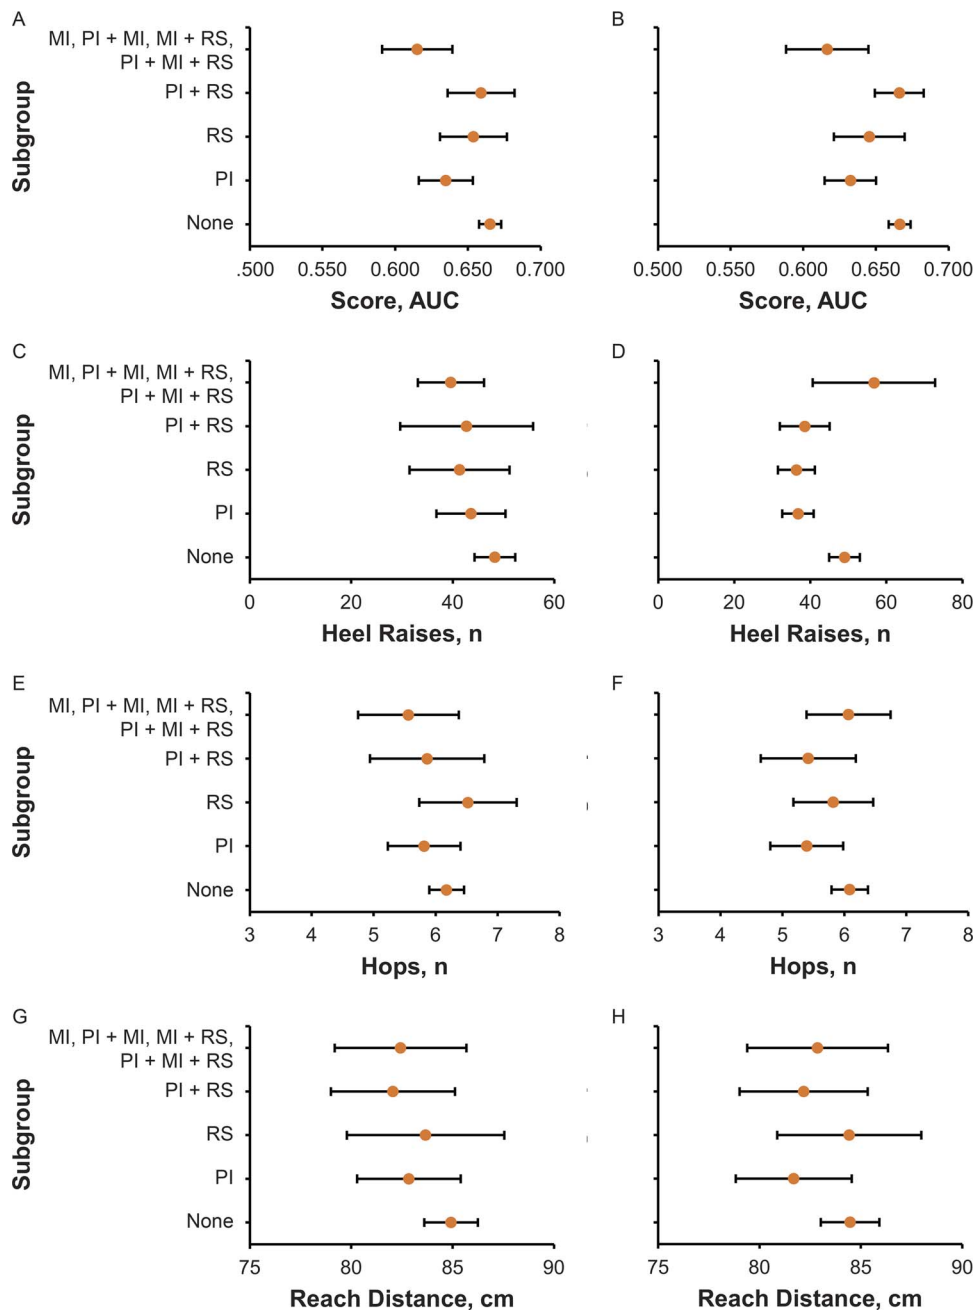 A
B
MI, PI + MI, MI + RS,
PI + MI + RS
PI + RS
RS
PI
None
Subgroup
.500 0.550 0.600 0.650 0.700
Score, AUC
0.500 0.550 0.600 0.650 0.700
Score, AUC
C
D
MI, PI + MI, MI + RS,
PI + MI + RS
PI + RS
RS
PI
None
Subgroup
0 20 40 60
Heel Raises, n
0 20 40 60 80
Heel Raises, n
E
F
MI, PI + MI, MI + RS,
PI + MI + RS
PI + RS
RS
PI
None
Subgroup
3 4 5 6 7 8
Hops, n
3 4 5 6 7 8
Hops, n
G
H
MI, PI + MI, MI + RS,
PI + MI + RS
PI + RS
RS
PI
None
Subgroup
75 80 85 90
Reach Distance, cm
75 80 85 90
Reach Distance, cm